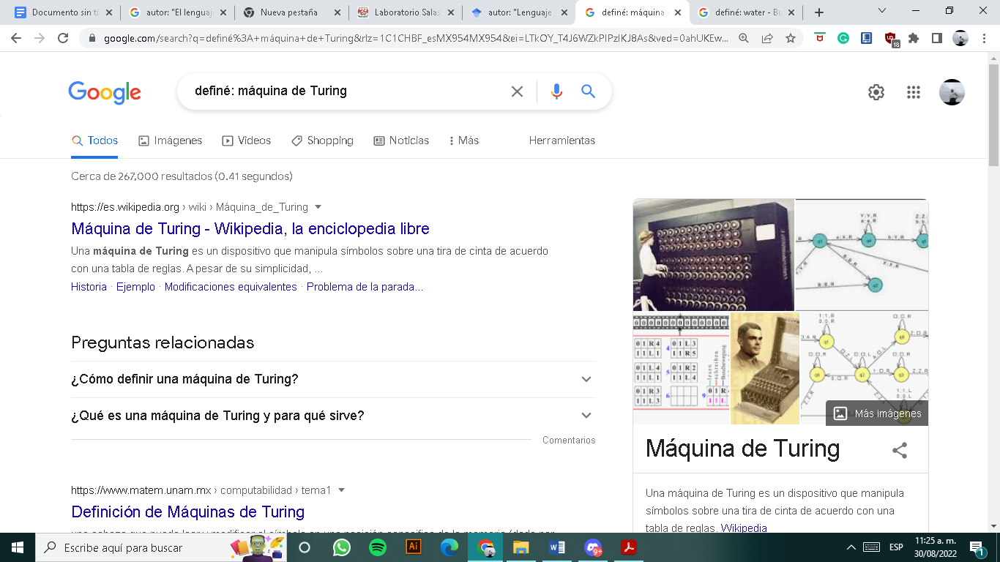 Documento sin tí
autor: "El lenguaj
Nueva pestaña
Laboratorio Salas
autor: "Lenguaje
definé: máquina
definé: water - Bu
google.com/search?q=definé%3A+máquina+de+Turing&rlz=1C1CHBF_esMX954MX954&ei=LTkOY_T4J6WZkPIPzIKJ8As&ved=0ahUKEw...
18
Google
definé: máquina de Turing
Todos
Imágenes
Videos
Shopping
Noticias
Más
Herramientas
Cerca de 267,000 resultados (0.41 segundos)
https://es.wikipedia.org › wiki › Máquina_de_Turing
Máquina de Turing - Wikipedia, la enciclopedia libre
Una máquina de Turing es un dispositivo que manipula símbolos sobre una tira de cinta de acuerdo
con una tabla de reglas. A pesar de su simplicidad, ...
Historia · Ejemplo · Modificaciones equivalentes · Problema de la parada...
Preguntas relacionadas
¿Cómo definir una máquina de Turing?
¿Qué es una máquina de Turing y para qué sirve?
Comentarios
https://www.matem.unam.mx › computabilidad › tema1
Definición de Máquinas de Turing
Más imágenes
Máquina de Turing
Una máquina de Turing es un dispositivo que manipula
símbolos sobre una tira de cinta de acuerdo con una
tabla de reglas. Wikipedia
Escribe aquí para buscar
Ai
9+
ESP
11:25 a. m.
30/08/2022
1